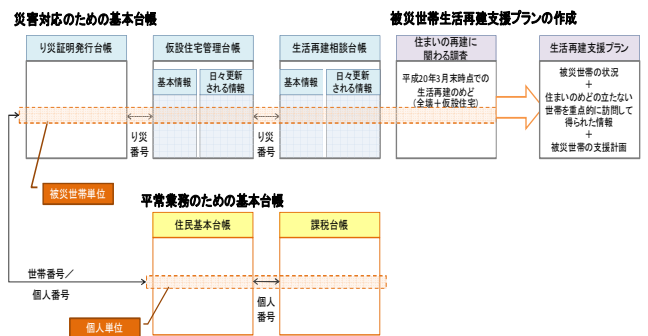 災害対応のための基本台帳
被災世帯生活再建支援プランの作成
り災証明発行台帳
仮設住宅管理台帳
基本情報
日々更新
される情報
生活再建相談台帳
基本情報
日々更新
される情報
住まいの再建に
関わる調査
平成20年3月末時点での
生活再建のめど
(全壊+仮設住宅)
生活再建支援プラン
被災世帯の状況
+
住まいのめどの立たない
世帯を重点的に訪問して
得られた情報
+
被災世帯の支援計画
り災
番号
り災
番号
被災世帯単位
平常業務のための基本台帳
住民基本台帳
課税台帳
世帯番号/
個人番号
個人
番号
個人単位